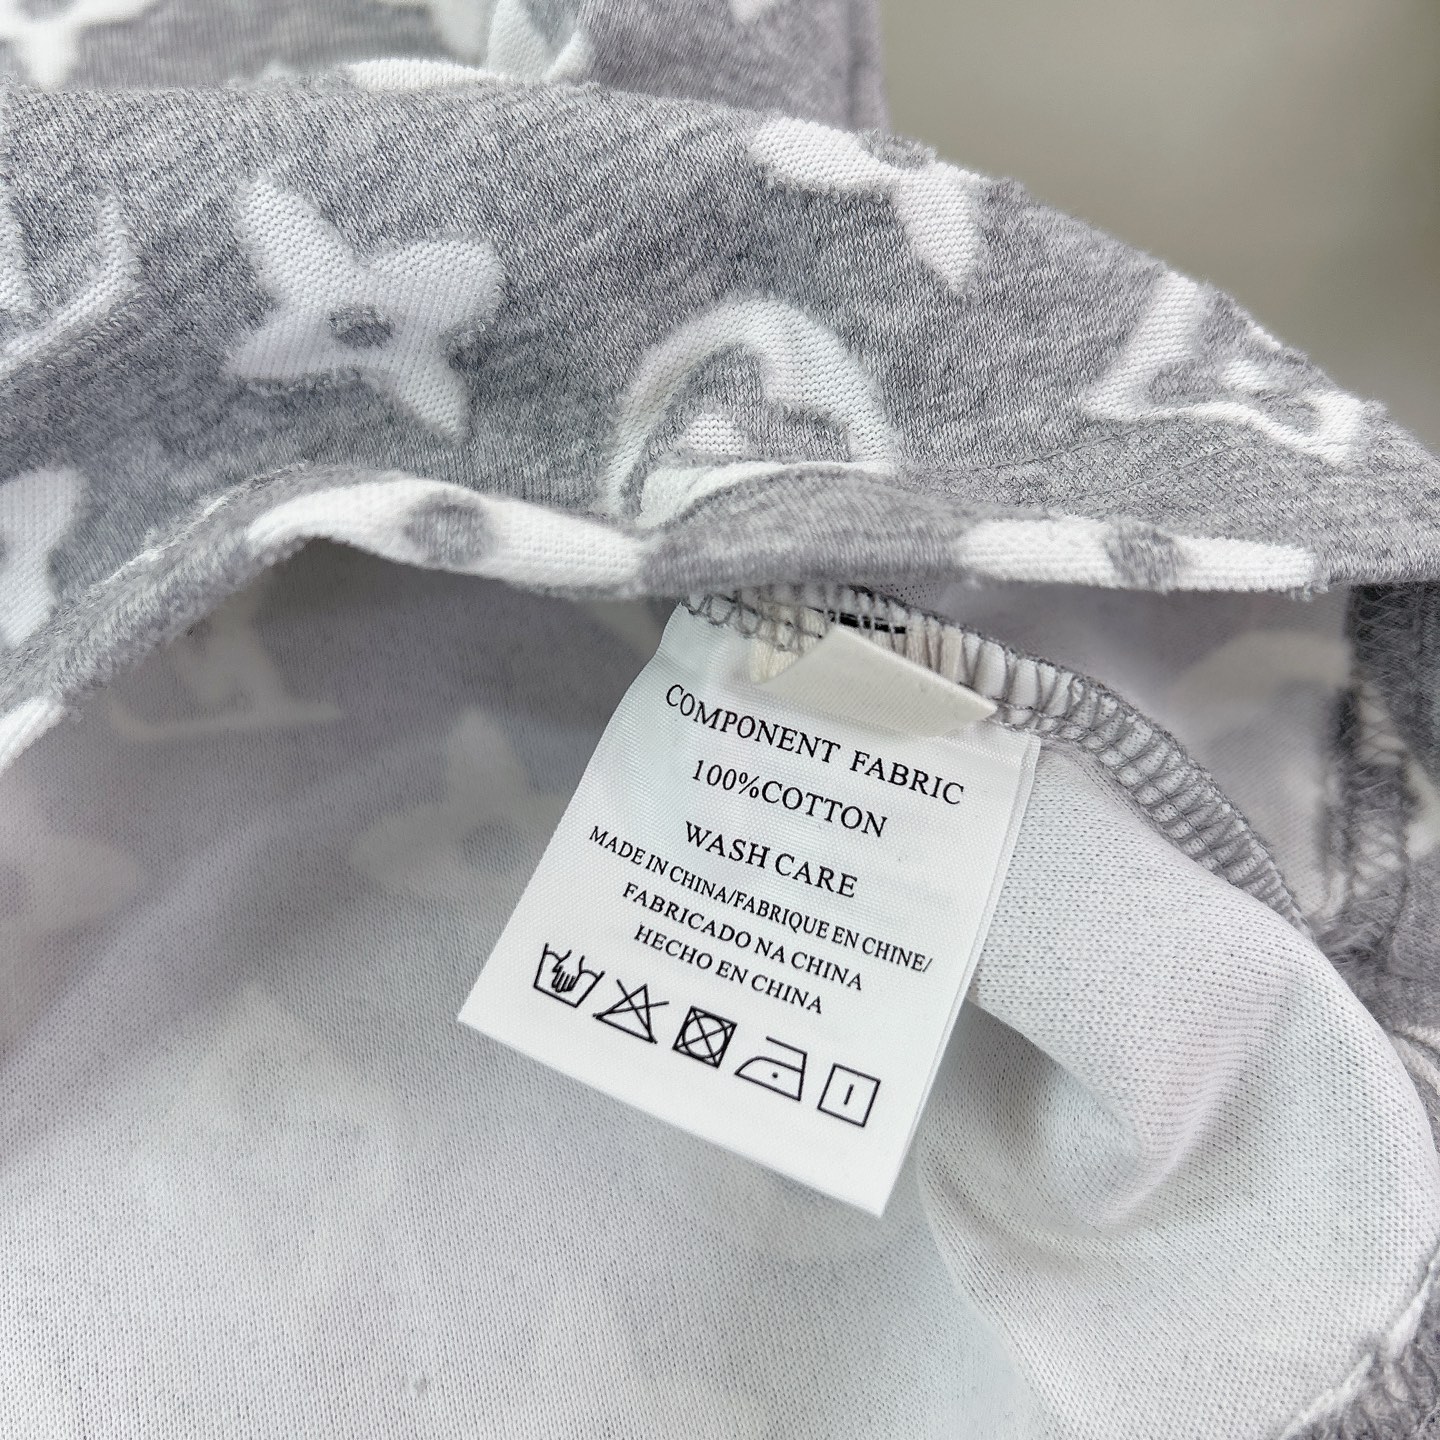 COMPONENT FABRIC
100%COTTON
WASH CARE
MADE IN CHINA/FABRIQUE EN CHINE/
FABRICADO NA CHINA
HECHO EN CHINA